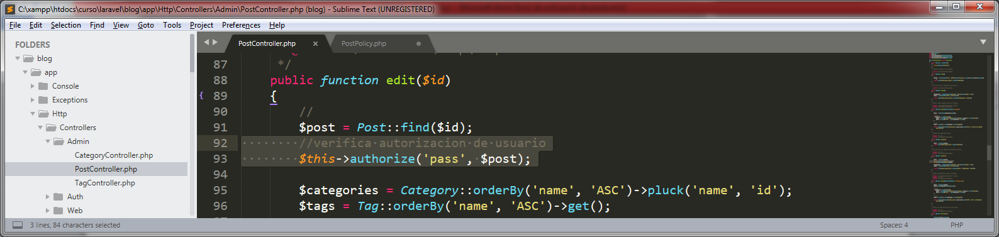 C:\xampp\htdocs\curso\laravel\blog\app\Http\Controllers\Admin\PostController.php (blog) - Sublime Text (UNREGISTERED)
File Edit Selection Find View Goto Tools Project Preferences Help
FOLDERS
blog
app
Console
Exceptions
Http
Controllers
Admin
CategoryController.php
PostController.php
TagController.php
Auth
Web
PostController.php × PostPolicy.php
87 */
88 public function edit($id)
{ 89 {
90 //
91 $post = Post::find($id);
92 //verifica autorizacion de usuario
93 $this->authorize('pass', $post);
94
95 $categories = Category::orderBy('name', 'ASC')->pluck('name', 'id');
96 $tags = Tag::orderBy('name', 'ASC')->get();
3 lines, 84 characters selected Spaces: 4 PHP